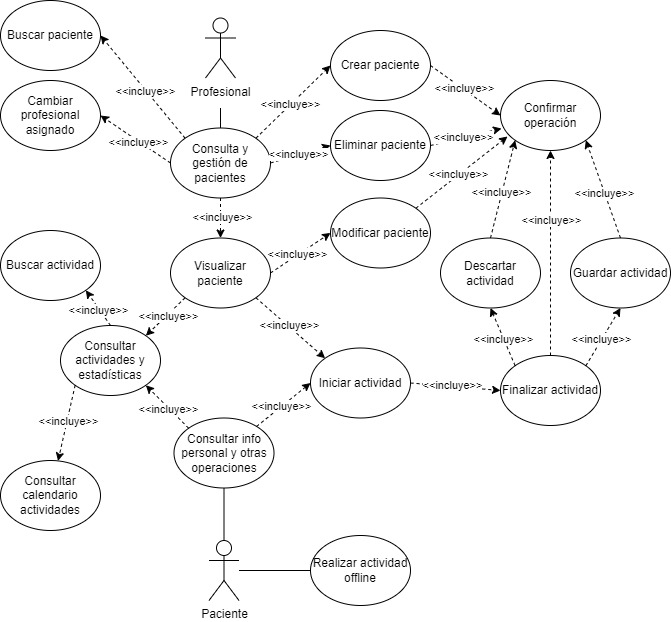 Buscar paciente
<<incluye>>
Cambiar
profesional
asignado
<<incluye>>
Profesional
Consulta y
gestión de
pacientes
<<incluye>>
Crear paciente
<<incluye>>
Confirmar
operación
<<incluye>>
Eliminar paciente
<<incluye>>
<<incluye>>
Modificar paciente
<<incluye>>
<<incluye>>
<<incluye>>
<<incluye>>
<<incluye>>
Visualizar
paciente
<<incluye>>
Descartar
actividad
Guardar actividad
Buscar actividad
<<incluye>>
<<incluye>>
<<incluye>>
<<incluye>>
<<incluye>>
Consultar
actividades y
estadísticas
Iniciar actividad
<<incluye>>
Finalizar actividad
<<incluye>>
<<incluye>>
<<incluye>>
Consultar info
personal y otras
operaciones
Consultar
calendario
actividades
Paciente
Realizar actividad
offline